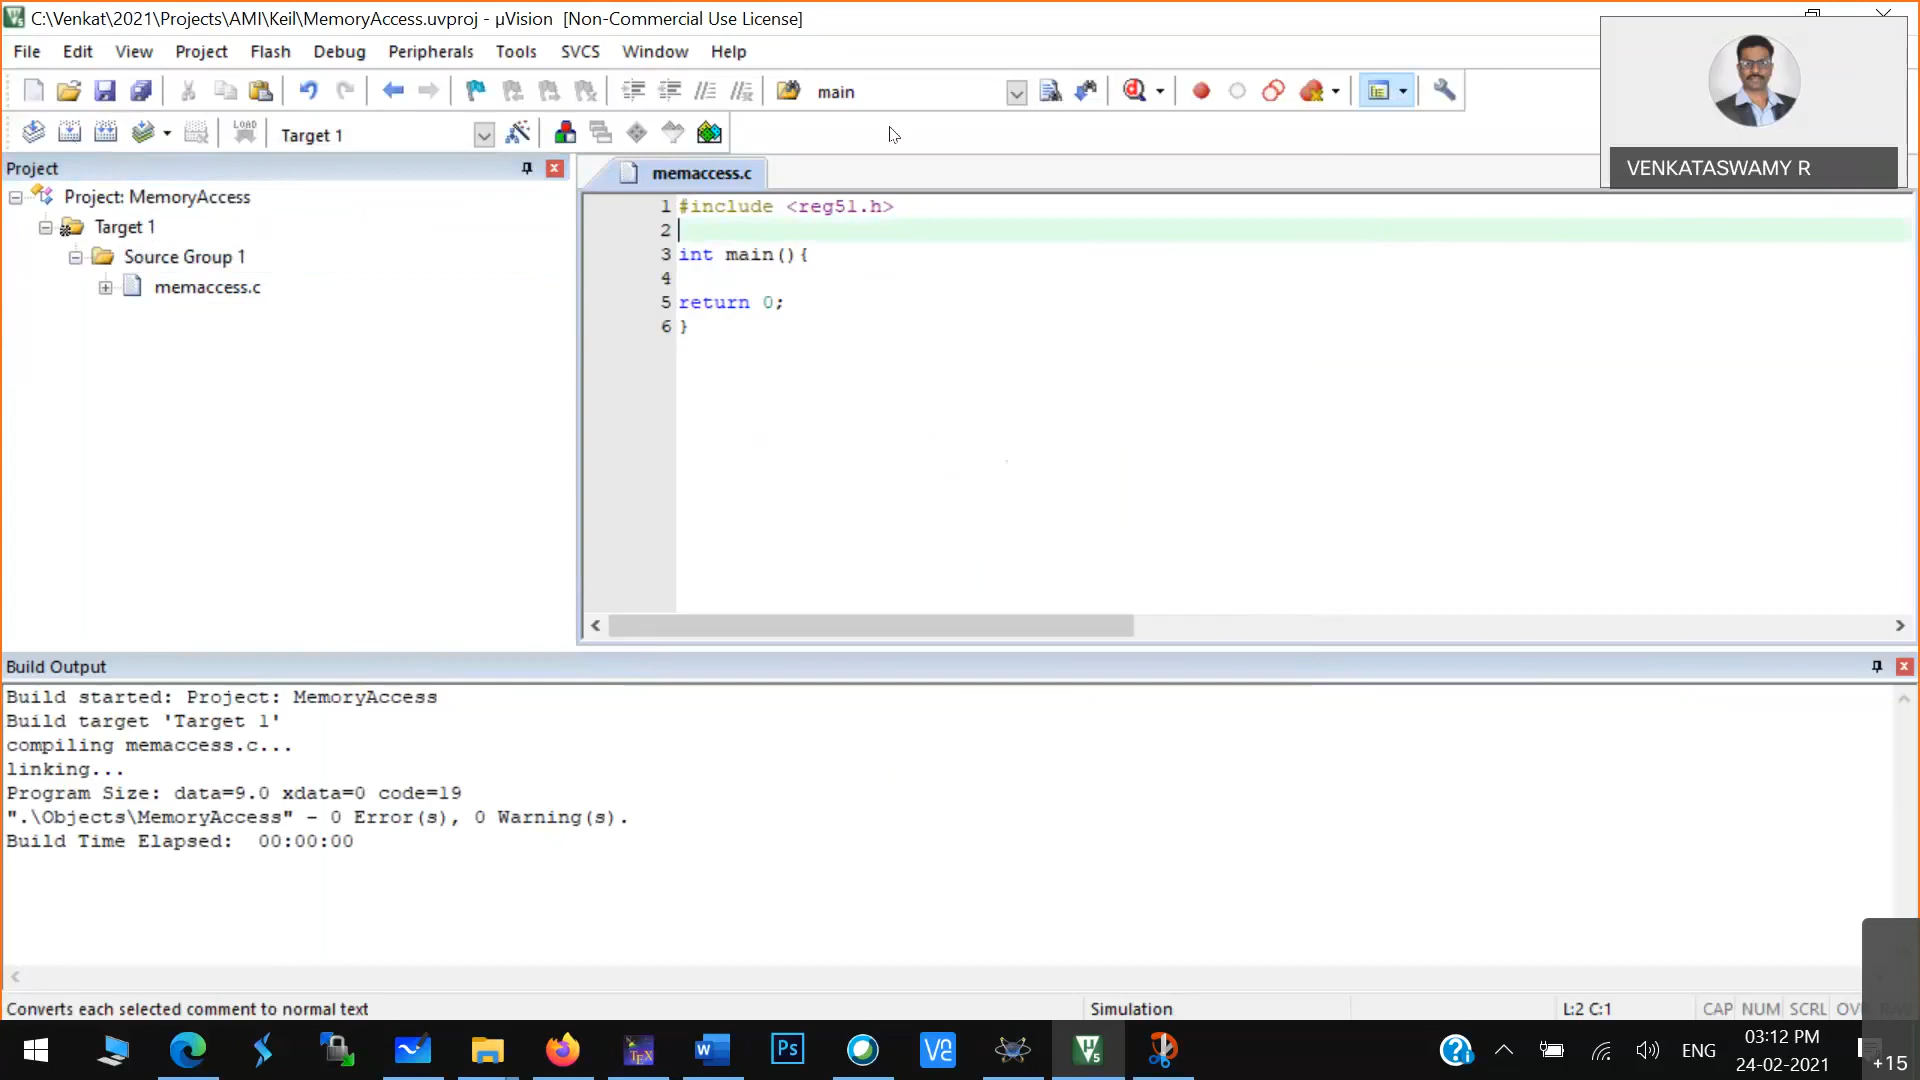 C:\Venkat\2021\Projects\AMI\Keil\MemoryAccess.uvproj - µVision  [Non-Commercial Use License]
File Edit View Project Flash Debug Peripherals Tools SVCS Window Help
main
LOAD
Target 1
VENKATASWAMY R
Project
memaccess.c
Project: MemoryAccess
Target 1
Source Group 1
memaccess.c
1 #include <reg51.h>
2
3 int main(){
4
5 return 0;
6 }
Build Output
Build started: Project: MemoryAccess
Build target 'Target 1'
compiling memaccess.c...
linking...
Program Size: data=9.0 xdata=0 code=19
".\Objects\MemoryAccess" - 0 Error(s), 0 Warning(s).
Build Time Elapsed:  00:00:00
Converts each selected comment to normal text
Simulation
L:2 C:1
CAP NUM SCRL OVR
TEX
W
Ps
VE
ENG
03:12 PM
24-02-2021
+15